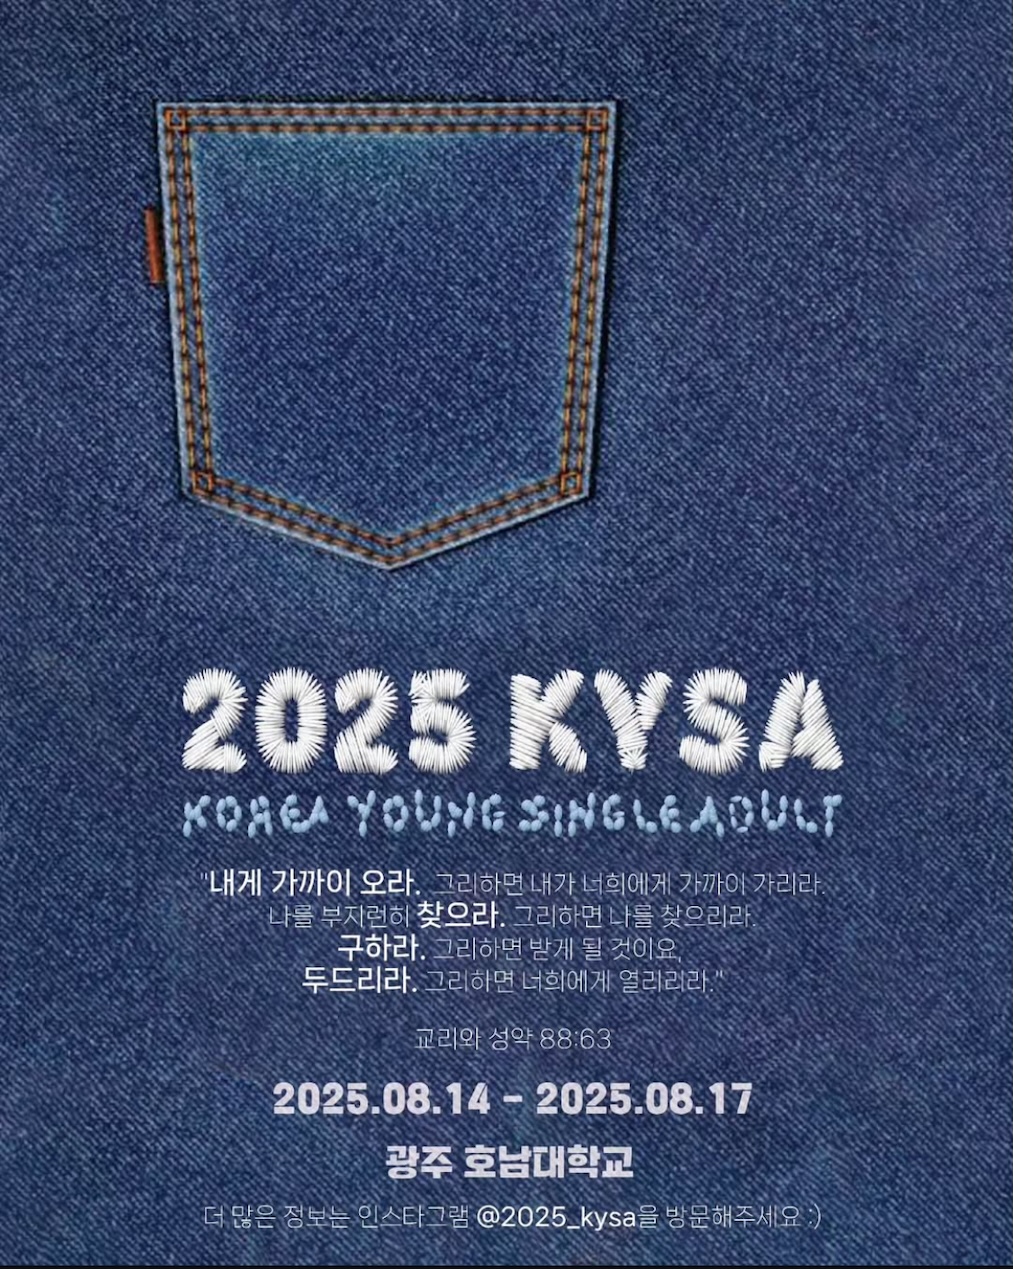 2025 KYSA
KOREA YOUNG SINGLE ADULT
"내게 가까이 오라. 그리하면 내가 너희에게 가까이 가리라.
나를 부지런히 찾으라. 그리하면 나를 찾으리라.
구하라. 그리하면 받게 될 것이요,
두드리라. 그리하면 너희에게 열리리라."
교리와 성약 88:63
2025.08.14 - 2025.08.17
광주 호남대학교
더 많은 정보는 인스타그램 @2025_kysa을 방문해주세요 :)